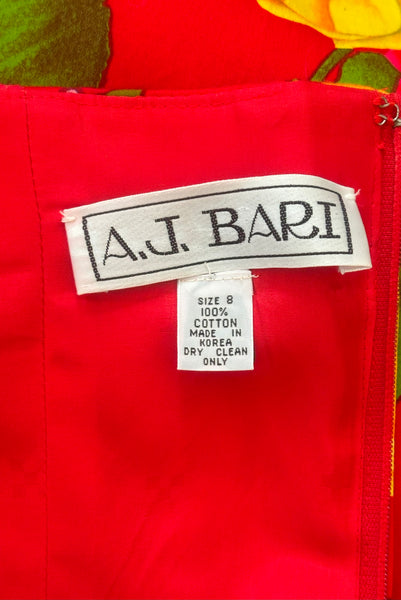 A.J. BARI
SIZE 8
100%
COTTON
MADE IN
KOREA
DRY CLEAN
ONLY